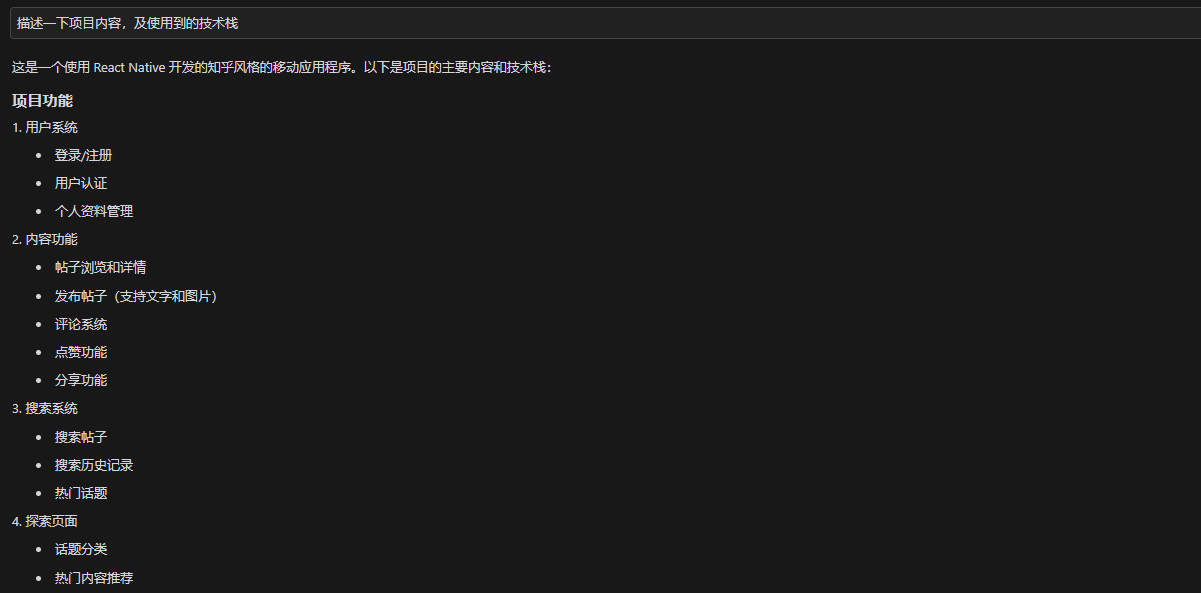 描述一下项目内容，及使用到的技术栈
这是一个使用 React Native 开发的知乎风格的移动应用程序。以下是项目的主要内容和技术栈：
项目功能
1. 用户系统
• 登录/注册
• 用户认证
• 个人资料管理
2. 内容功能
• 帖子浏览和详情
• 发布帖子（支持文字和图片）
• 评论系统
• 点赞功能
• 分享功能
3. 搜索系统
• 搜索帖子
• 搜索历史记录
• 热门话题
4. 探索页面
• 话题分类
• 热门内容推荐